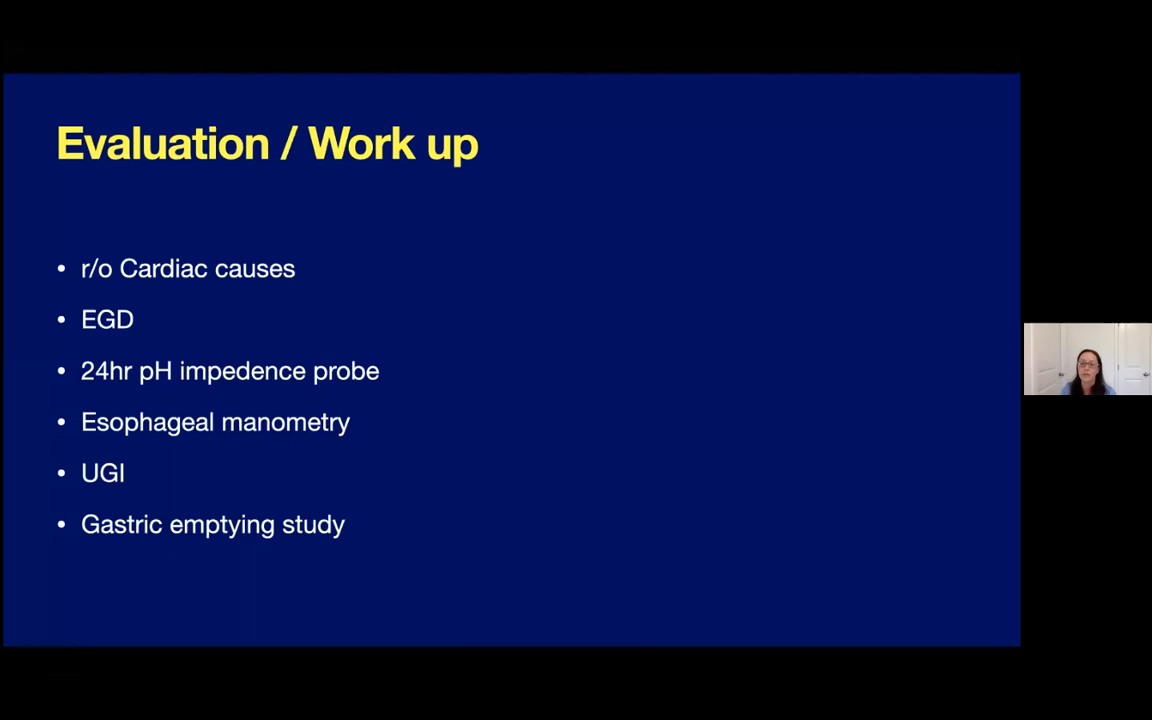 Evaluation / Work up
• r/o Cardiac causes
• EGD
• 24hr pH impedence probe
• Esophageal manometry
• UGI
• Gastric emptying study